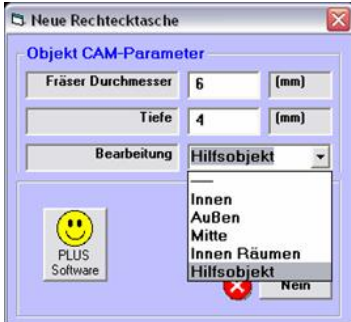 Neue Rechtecktasche
Objekt CAM-Parameter
Fräser Durchmesser 6 (mm)
Tiefe 4 (mm)
Bearbeitung Hilfsobjekt
----
Innen
Außen
Mitte
Innen Räumen
Hilfsobjekt
PLUS
Software
Nein